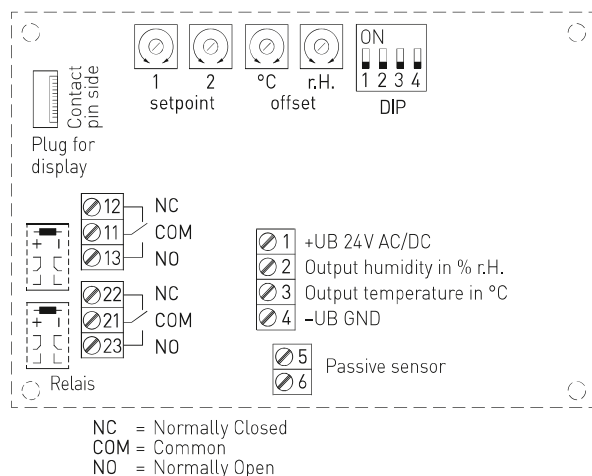 ON
1 2 3 4
DIP
1 2 °C r.H.
setpoint offset
Contact
pin side
Plug for
display
12 NC
11 COM
13 NO
22 NC
21 COM
23 NO
+ –
+ –
Relais
1 +UB 24V AC/DC
2 Output humidity in % r.H.
3 Output temperature in °C
4 –UB GND
5
6
Passive sensor
NC = Normally Closed
COM = Common
NO = Normally Open